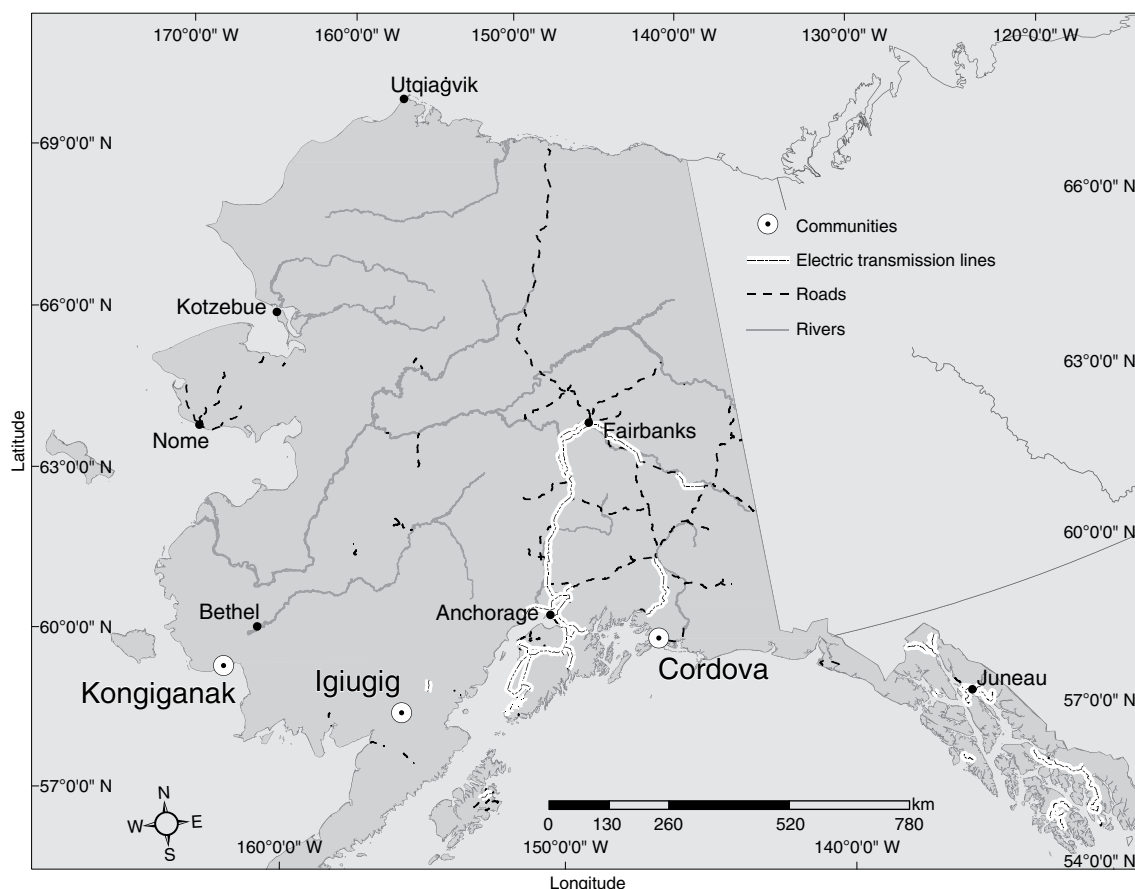 170°0'0" W
160°0'0" W
150°0'0" W
140°0'0" W
130°0'0" W
120°0'0" W
Utqiaġvik
69°0'0" N
66°0'0" N
Communities
Electric transmission lines
Roads
Rivers
66°0'0" N
Kotzebue
63°0'0" N
Nome
Fairbanks
Latitude
63°0'0" N
60°0'0" N
Bethel
Anchorage
60°0'0" N
Kongiganak
Igiugig
Cordova
Juneau
57°0'0" N
57°0'0" N
N
W E
S
km
0 130 260 520 780
160°0'0" W
150°0'0" W
140°0'0" W
54°0'0" N
Longitude